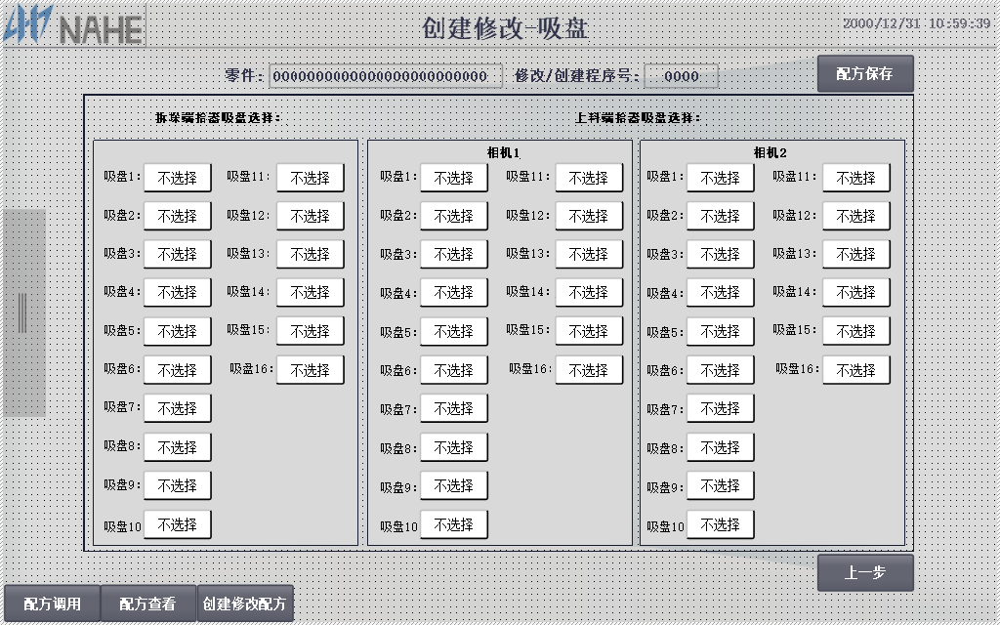 NAHE
创建修改-吸盘
2000/12/31 10:59:39
零件: 00000000000000000000000000 修改/创建程序号: 0000 配方保存
拆垛端拾器吸盘选择: 上料端拾器吸盘选择:
相机1 相机2
吸盘1: 不选择 吸盘11: 不选择 吸盘1: 不选择 吸盘11: 不选择 吸盘1: 不选择 吸盘11: 不选择
吸盘2: 不选择 吸盘12: 不选择 吸盘2: 不选择 吸盘12: 不选择 吸盘2: 不选择 吸盘12: 不选择
吸盘3: 不选择 吸盘13: 不选择 吸盘3: 不选择 吸盘13: 不选择 吸盘3: 不选择 吸盘13: 不选择
吸盘4: 不选择 吸盘14: 不选择 吸盘4: 不选择 吸盘14: 不选择 吸盘4: 不选择 吸盘14: 不选择
吸盘5: 不选择 吸盘15: 不选择 吸盘5: 不选择 吸盘15: 不选择 吸盘5: 不选择 吸盘15: 不选择
吸盘6: 不选择 吸盘16: 不选择 吸盘6: 不选择 吸盘16: 不选择 吸盘6: 不选择 吸盘16: 不选择
吸盘7: 不选择 吸盘7: 不选择 吸盘7: 不选择
吸盘8: 不选择 吸盘8: 不选择 吸盘8: 不选择
吸盘9: 不选择 吸盘9: 不选择 吸盘9: 不选择
吸盘10 不选择 吸盘10 不选择 吸盘10 不选择
上一步
配方调用 配方查看 创建修改配方